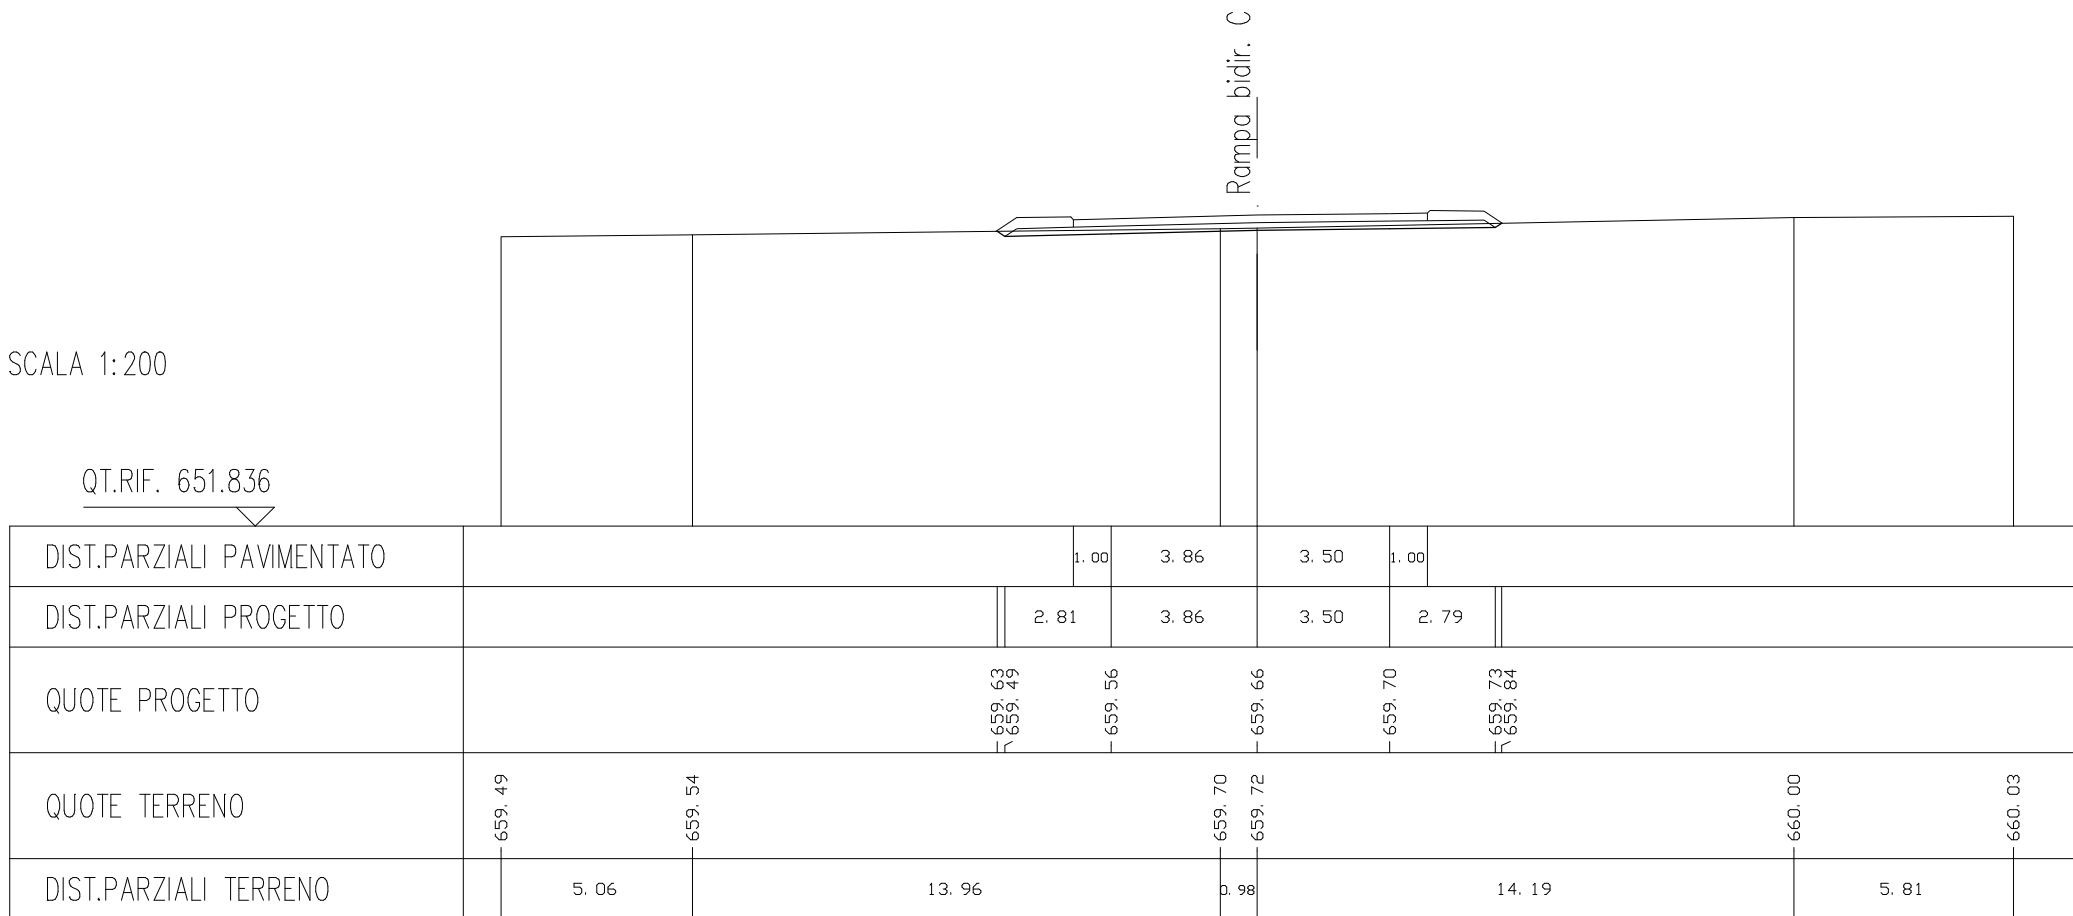 Rampa bidir. C
SCALA 1:200
QT.RIF. 651.836
DIST.PARZIALI PAVIMENTATO 1.00 3.86 3.50 1.00
DIST.PARZIALI PROGETTO 2.81 3.86 3.50 2.79
QUOTE PROGETTO 659.63 659.49 659.56 659.66 659.70 659.73 659.84
QUOTE TERRENO 659.49 659.54 659.70 659.72 660.00 660.03
DIST.PARZIALI TERRENO 5.06 13.96 0.98 14.19 5.81